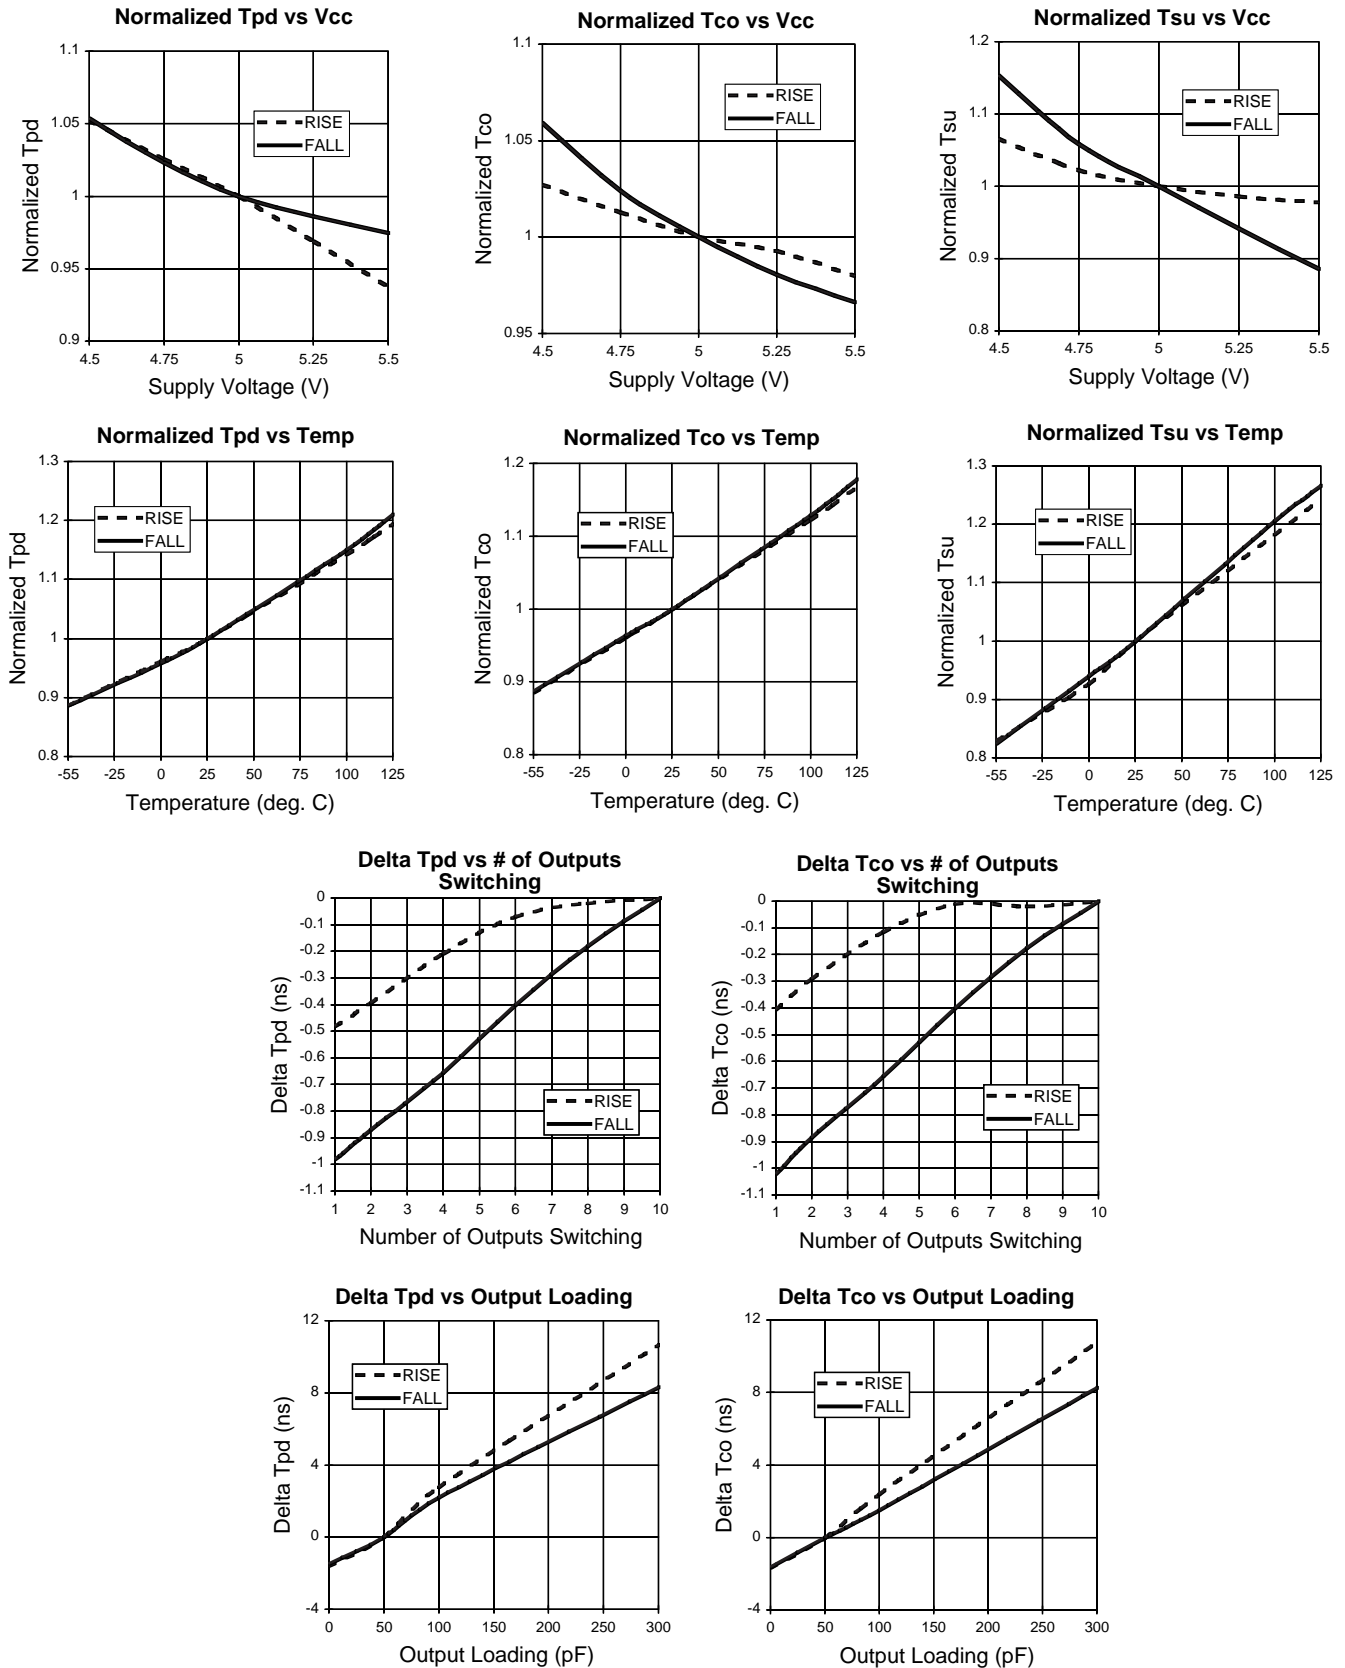 Normalized Tpd vs Vcc
1.1
1.05
1
0.95
0.9
Normalized Tpd
RISE
FALL
4.5 4.75 5 5.25 5.5
Supply Voltage (V)
Normalized Tco vs Vcc
1.1
1.05
1
0.95
Normalized Tco
RISE
FALL
4.5 4.75 5 5.25 5.5
Supply Voltage (V)
Normalized Tsu vs Vcc
1.2
1.1
1
0.9
0.8
Normalized Tsu
RISE
FALL
4.5 4.75 5 5.25 5.5
Supply Voltage (V)
Normalized Tpd vs Temp
1.3
1.2
1.1
1
0.9
0.8
Normalized Tpd
RISE
FALL
-55 -25 0 25 50 75 100 125
Temperature (deg. C)
Normalized Tco vs Temp
1.2
1.1
1
0.9
0.8
Normalized Tco
RISE
FALL
-55 -25 0 25 50 75 100 125
Temperature (deg. C)
Normalized Tsu vs Temp
1.3
1.2
1.1
1
0.9
0.8
Normalized Tsu
RISE
FALL
-55 -25 0 25 50 75 100 125
Temperature (deg. C)
Delta Tpd vs # of Outputs
Switching
0
-0.1
-0.2
-0.3
-0.4
-0.5
-0.6
-0.7
-0.8
-0.9
-1
-1.1
Delta Tpd (ns)
RISE
FALL
1 2 3 4 5 6 7 8 9 10
Number of Outputs Switching
Delta Tco vs # of Outputs
Switching
0
-0.1
-0.2
-0.3
-0.4
-0.5
-0.6
-0.7
-0.8
-0.9
-1
-1.1
Delta Tco (ns)
RISE
FALL
1 2 3 4 5 6 7 8 9 10
Number of Outputs Switching
Delta Tpd vs Output Loading
12
8
4
0
-4
Delta Tpd (ns)
RISE
FALL
0 50 100 150 200 250 300
Output Loading (pF)
Delta Tco vs Output Loading
12
8
4
0
-4
Delta Tco (ns)
RISE
FALL
0 50 100 150 200 250 300
Output Loading (pF)